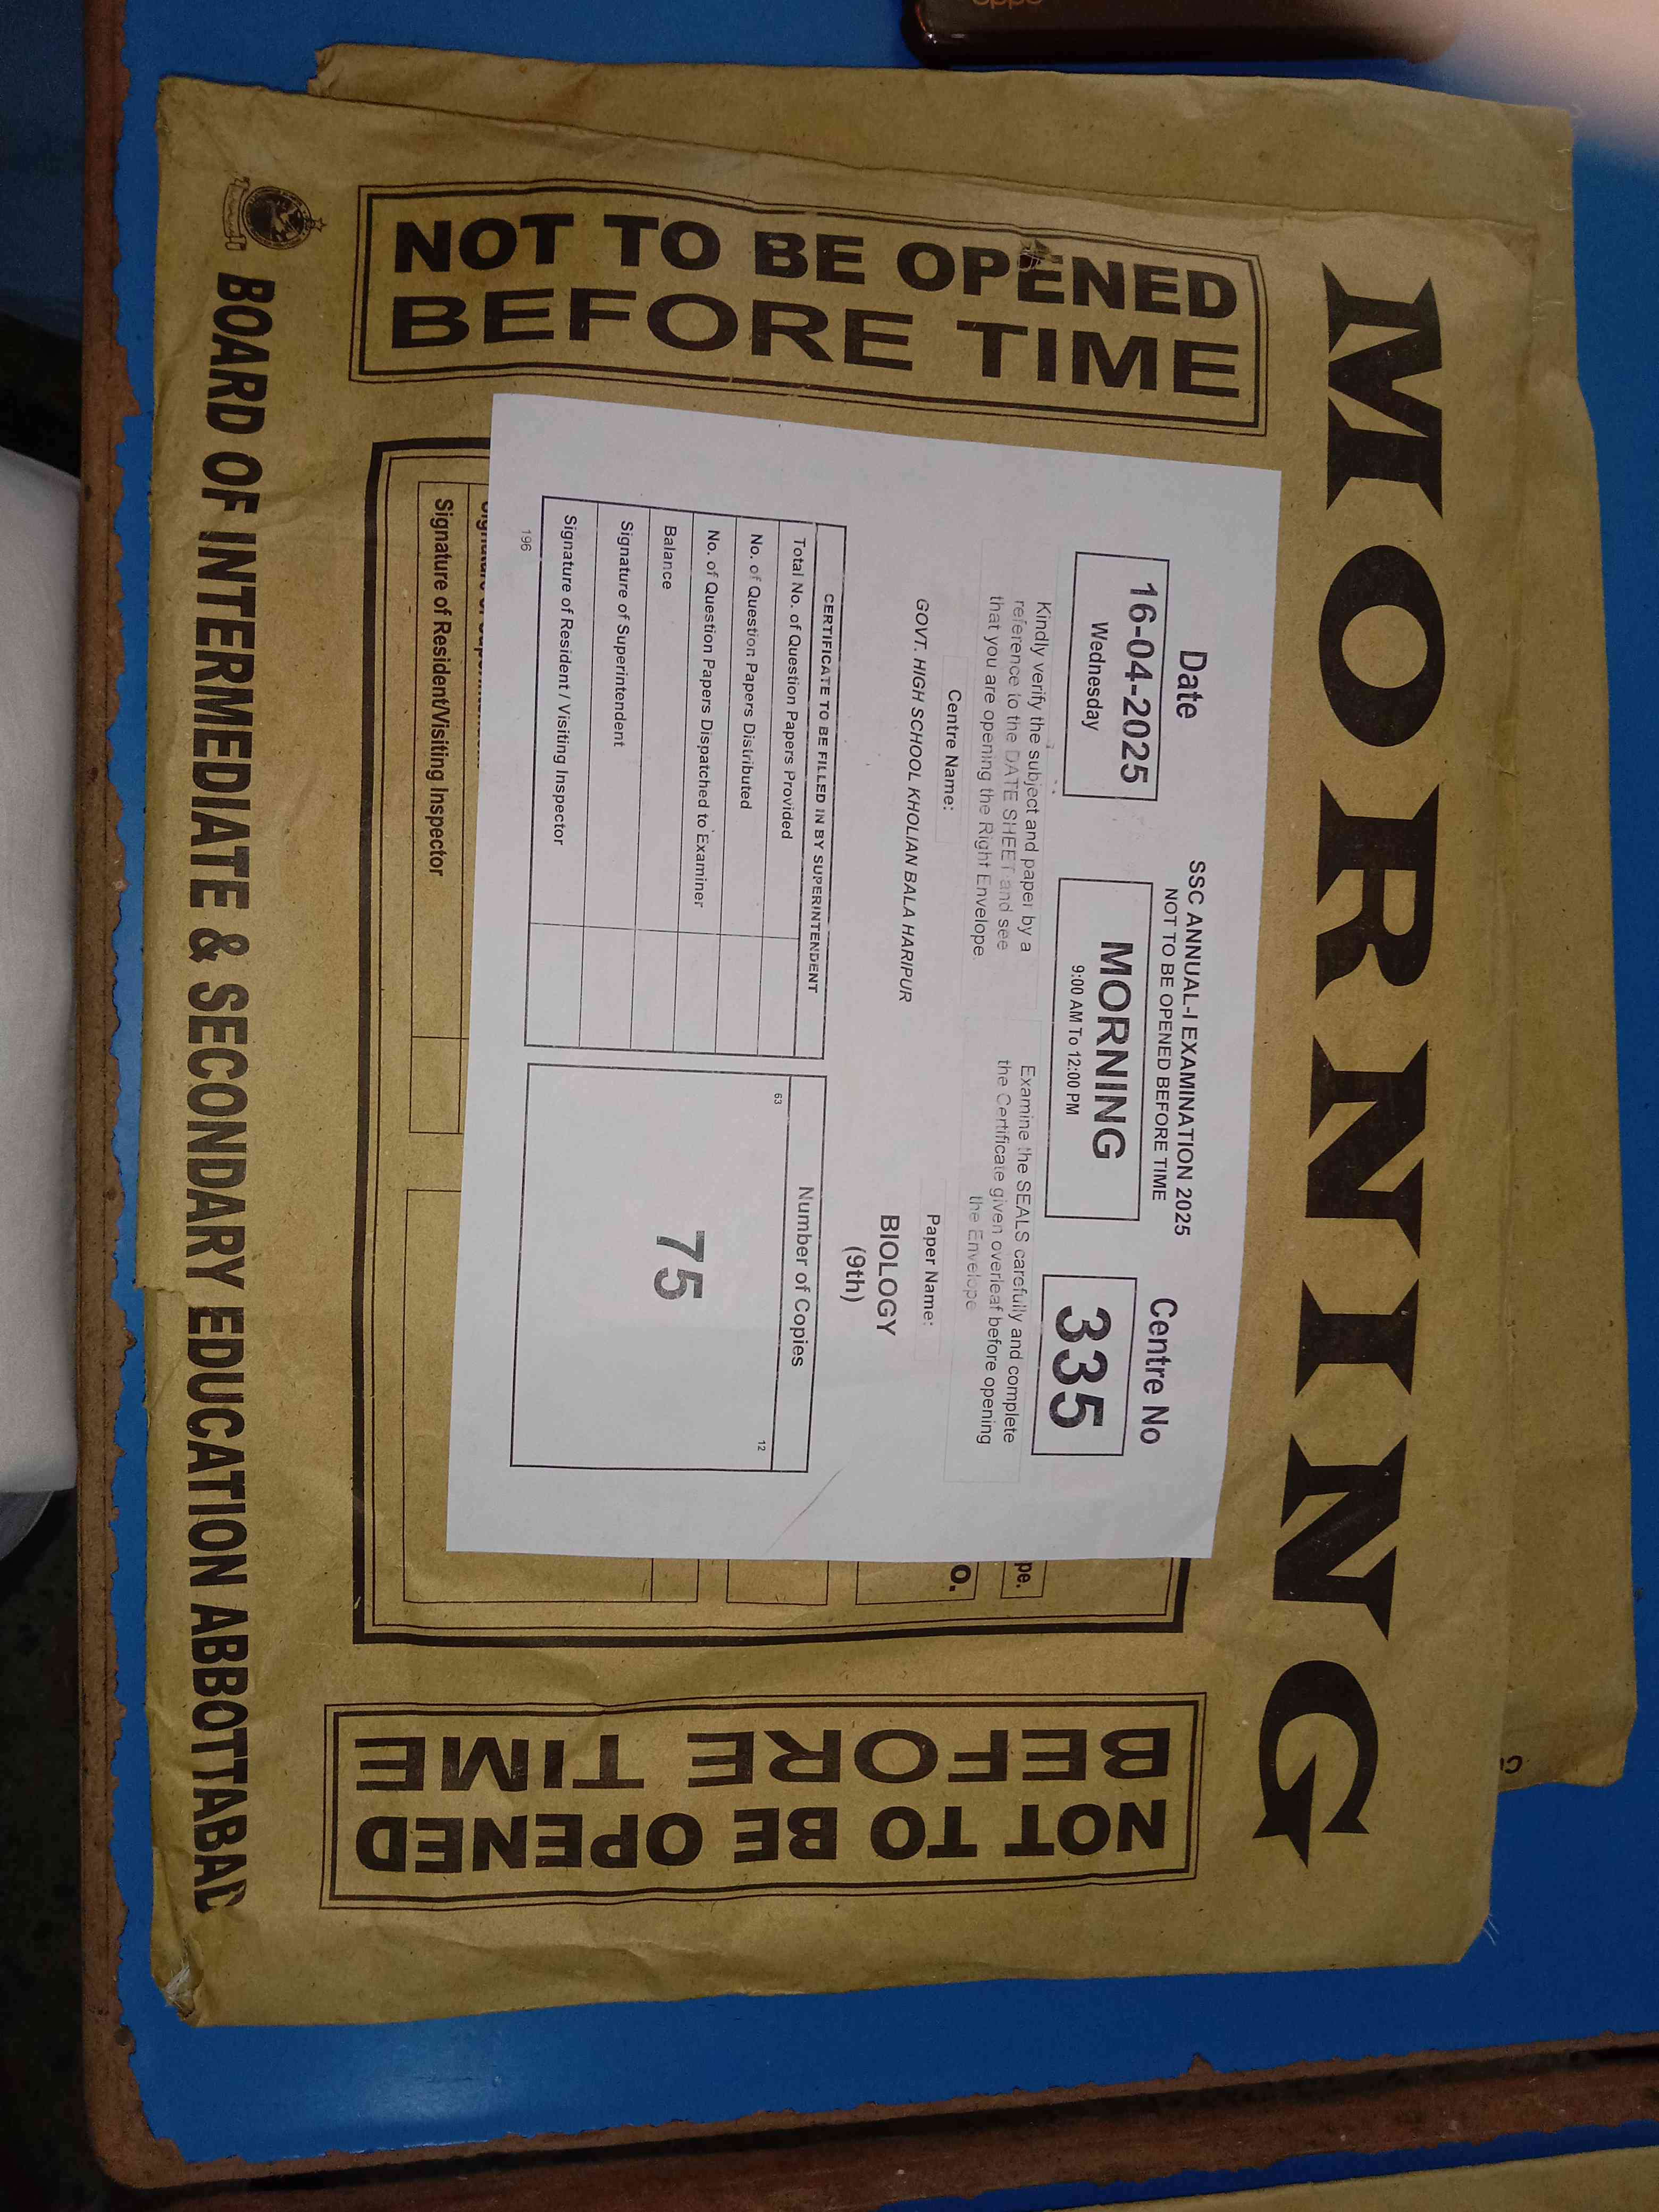 MORNING
NOT TO BE OPENED
BEFORE TIME
Date
16-04-2025
Wednesday
SSC ANNUAL-I EXAMINATION 2025
NOT TO BE OPENED BEFORE TIME
MORNING
9:00 AM To 12:00 PM
Centre No
335
Kindly verify the subject and paper by a
reference to the DATE SHEET and see
that you are opening the Right Envelope.
Examine the SEALS carefully and complete
the Certificate given overleaf before opening
the Envelope
Centre Name:
GOVT. HIGH SCHOOL KHOLIAN BALA HARIPUR
Paper Name:
BIOLOGY
(9th)
CERTIFICATE TO BE FILLED IN BY SUPERINTENDENT
Total No. of Question Papers Provided
No. of Question Papers Distributed
No. of Question Papers Dispatched to Examiner
Balance
Signature of Superintendent
Signature of Resident / Visiting Inspector
196
Number of Copies
63
12
75
pe.
o.
Signature of Resident/Visiting Inspector
NOT TO BE OPENED
BEFORE TIME
BOARD OF INTERMEDIATE & SECONDARY EDUCATION ABBOTTABAD
oppo